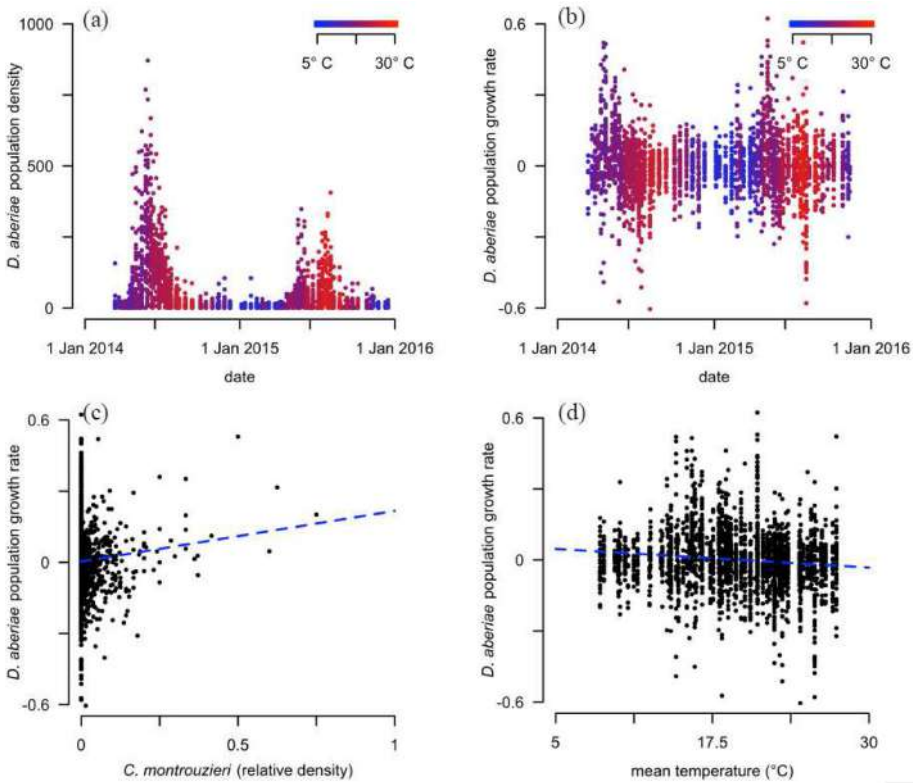 (a)
1000
500
0
D. aberiae population density
5° C 30° C
1 Jan 2014 1 Jan 2015 1 Jan 2016
date
(b)
0.6
0
-0.6
D. aberiae population growth rate
5° C 30° C
1 Jan 2014 1 Jan 2015 1 Jan 2016
date
(c)
0.6
0
-0.6
D. aberiae population growth rate
0 0.5 1
C. montrouzieri (relative density)
(d)
0.6
0
-0.6
D. aberiae population growth rate
5 17.5 30
mean temperature (°C)